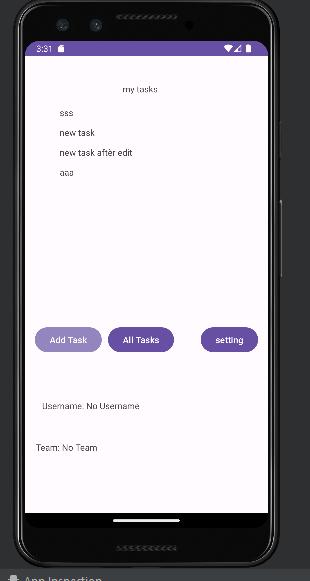 3:31
my tasks
sss
new task
new task after edit
aaa
Add Task All Tasks setting
Username: No Username
Team: No Team
App Inspection